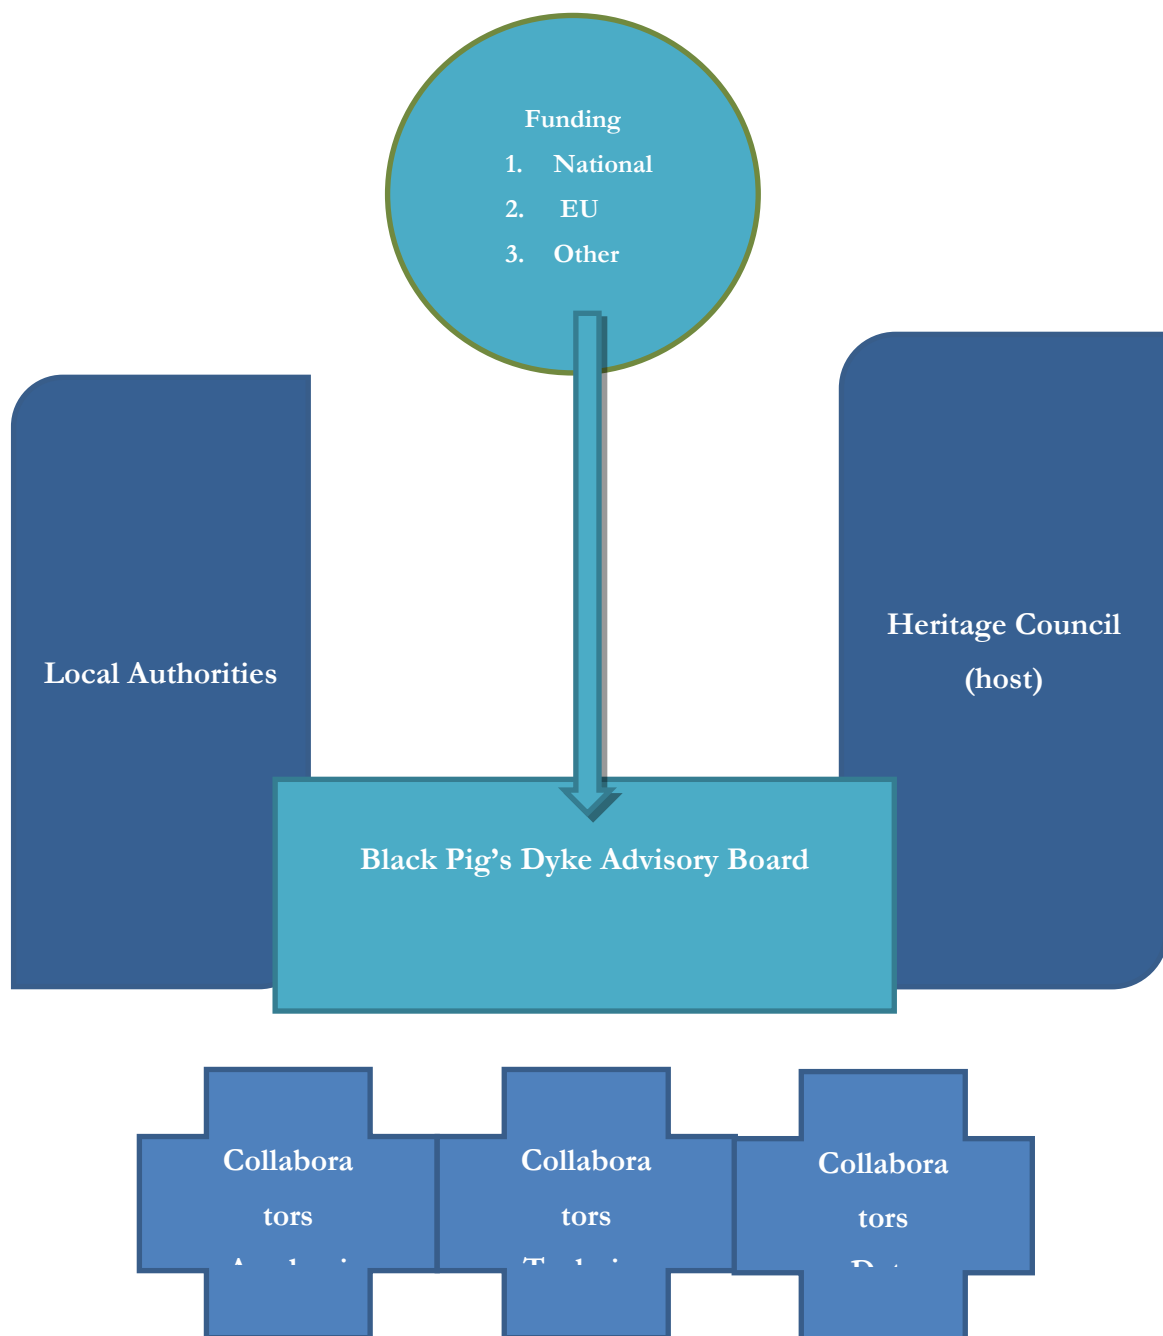 Funding
1. National
2. EU
3. Other
Local Authorities
Heritage Council
(host)
Black Pig’s Dyke Advisory Board
Collabora
tors
Collabora
tors
Collabora
tors